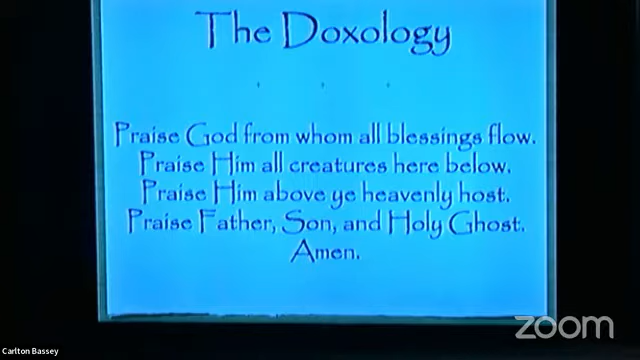 The Doxology
Praise God from whom all blessings flow.
Praise Him all creatures here below.
Praise Him above ye heavenly host.
Praise Father, Son, and Holy Ghost.
Amen.
zoom
Carlton Bassey